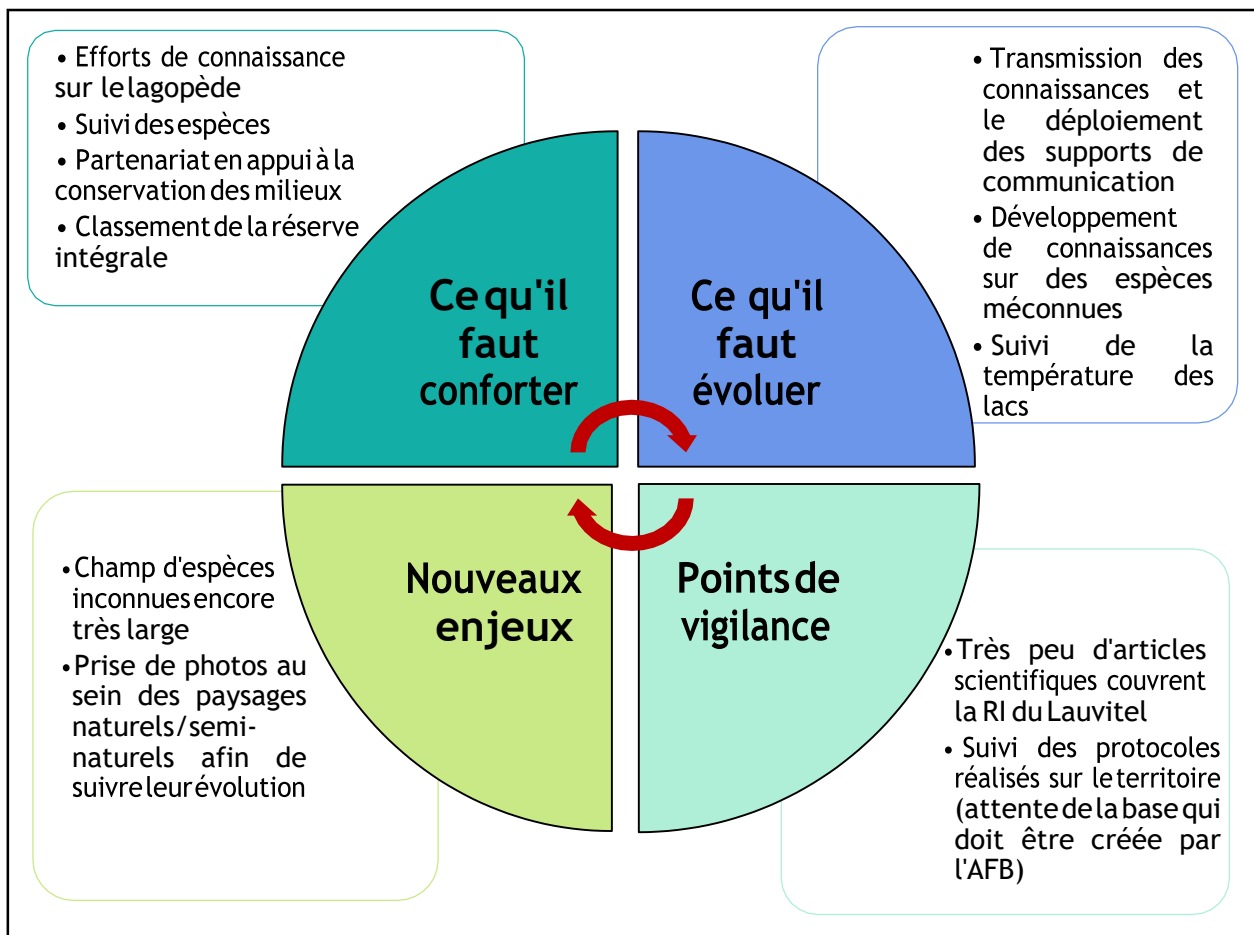 • Efforts de connaissance
sur le lagopède
• Suivi des espèces
• Partenariat en appui à la
conservation des milieux
• Classement de la réserve
intégrale
• Transmission des
connaissances et
le déploiement
des supports de
communication
• Développement
de connaissances
sur des espèces
méconnues
• Suivi de la
température des
lacs
Ce qu'il
faut
conforter
Ce qu'il
faut
évoluer
Nouveaux
enjeux
Points de
vigilance
• Champ d'espèces
inconnues encore
très large
• Prise de photos au
sein des paysages
naturels/semi-
naturels afin de
suivre leur évolution
• Très peu d'articles
scientifiques couvrent
la RI du Lauvitel
• Suivi des protocoles
réalisés sur le territoire
(attente de la base qui
doit être créée par
l'AFB)